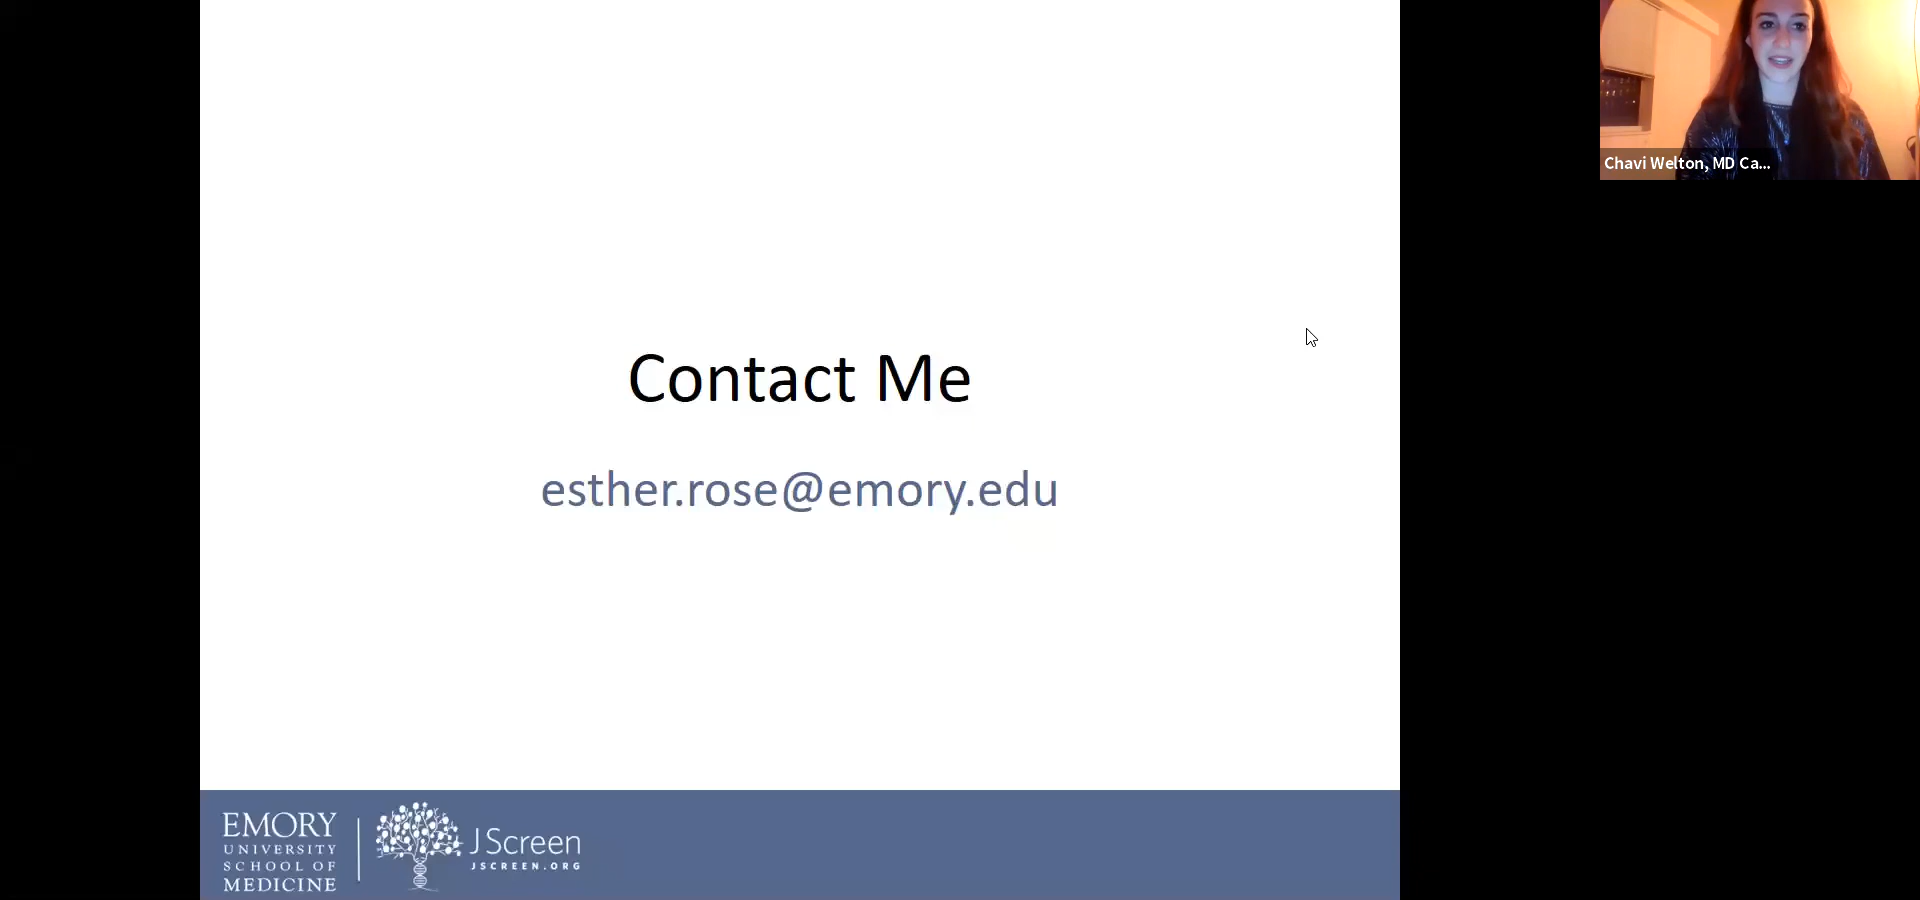 Contact Me
esther.rose@emory.edu
Chavi Welton, MD Ca...
EMORY
UNIVERSITY
SCHOOL OF
MEDICINE
JScreen
JSCREEN.ORG